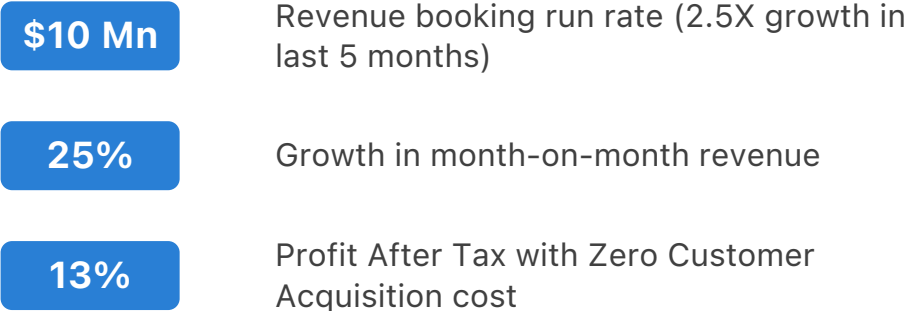 $10 Mn
Revenue booking run rate (2.5X growth in
last 5 months)
25%
Growth in month-on-month revenue
13%
Profit After Tax with Zero Customer
Acquisition cost